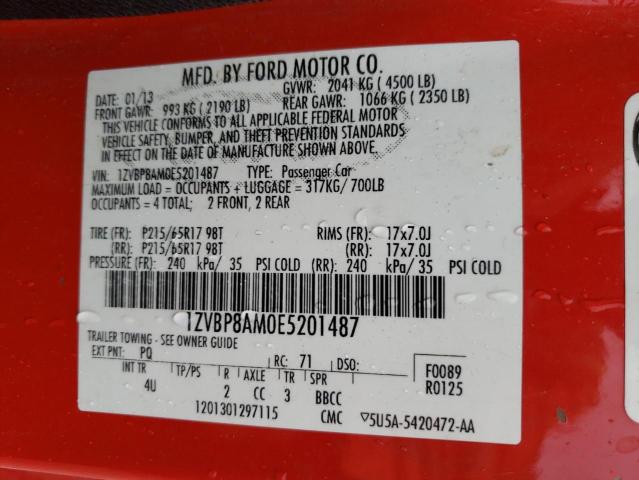 MFD. BY FORD MOTOR CO.
DATE: 01/13 GVWR: 2041 KG ( 4500 LB)
FRONT GAWR: 993 KG ( 2190 LB) REAR GAWR: 1066 KG ( 2350 LB)
THIS VEHICLE CONFORMS TO ALL APPLICABLE FEDERAL MOTOR
VEHICLE SAFETY, BUMPER, AND THEFT PREVENTION STANDARDS
IN EFFECT ON THE DATE OF MANUFACTURE SHOWN ABOVE.
VIN: 1ZVBP8AM0E5201487 TYPE: Passenger Car
MAXIMUM LOAD = OCCUPANTS + LUGGAGE = 317KG/ 700LB
OCCUPANTS = 4 TOTAL; 2 FRONT, 2 REAR
TIRE (FR): P215/65R17 98T RIMS (FR): 17x7.0J
(RR): P215/65R17 98T (RR): 17x7.0J
PRESSURE (FR): 240 kPa/ 35 PSI COLD (RR): 240 kPa/ 35 PSI COLD
1ZVBP8AM0E5201487
TRAILER TOWING - SEE OWNER GUIDE
EXT PNT: PQ RC: 71 DSO: F0089
INT TR TP/PS R AXLE TR SPR R0125
4U 2 CC 3 BBCC
1201301297115 CMC ▽5U5A-5420472-AA